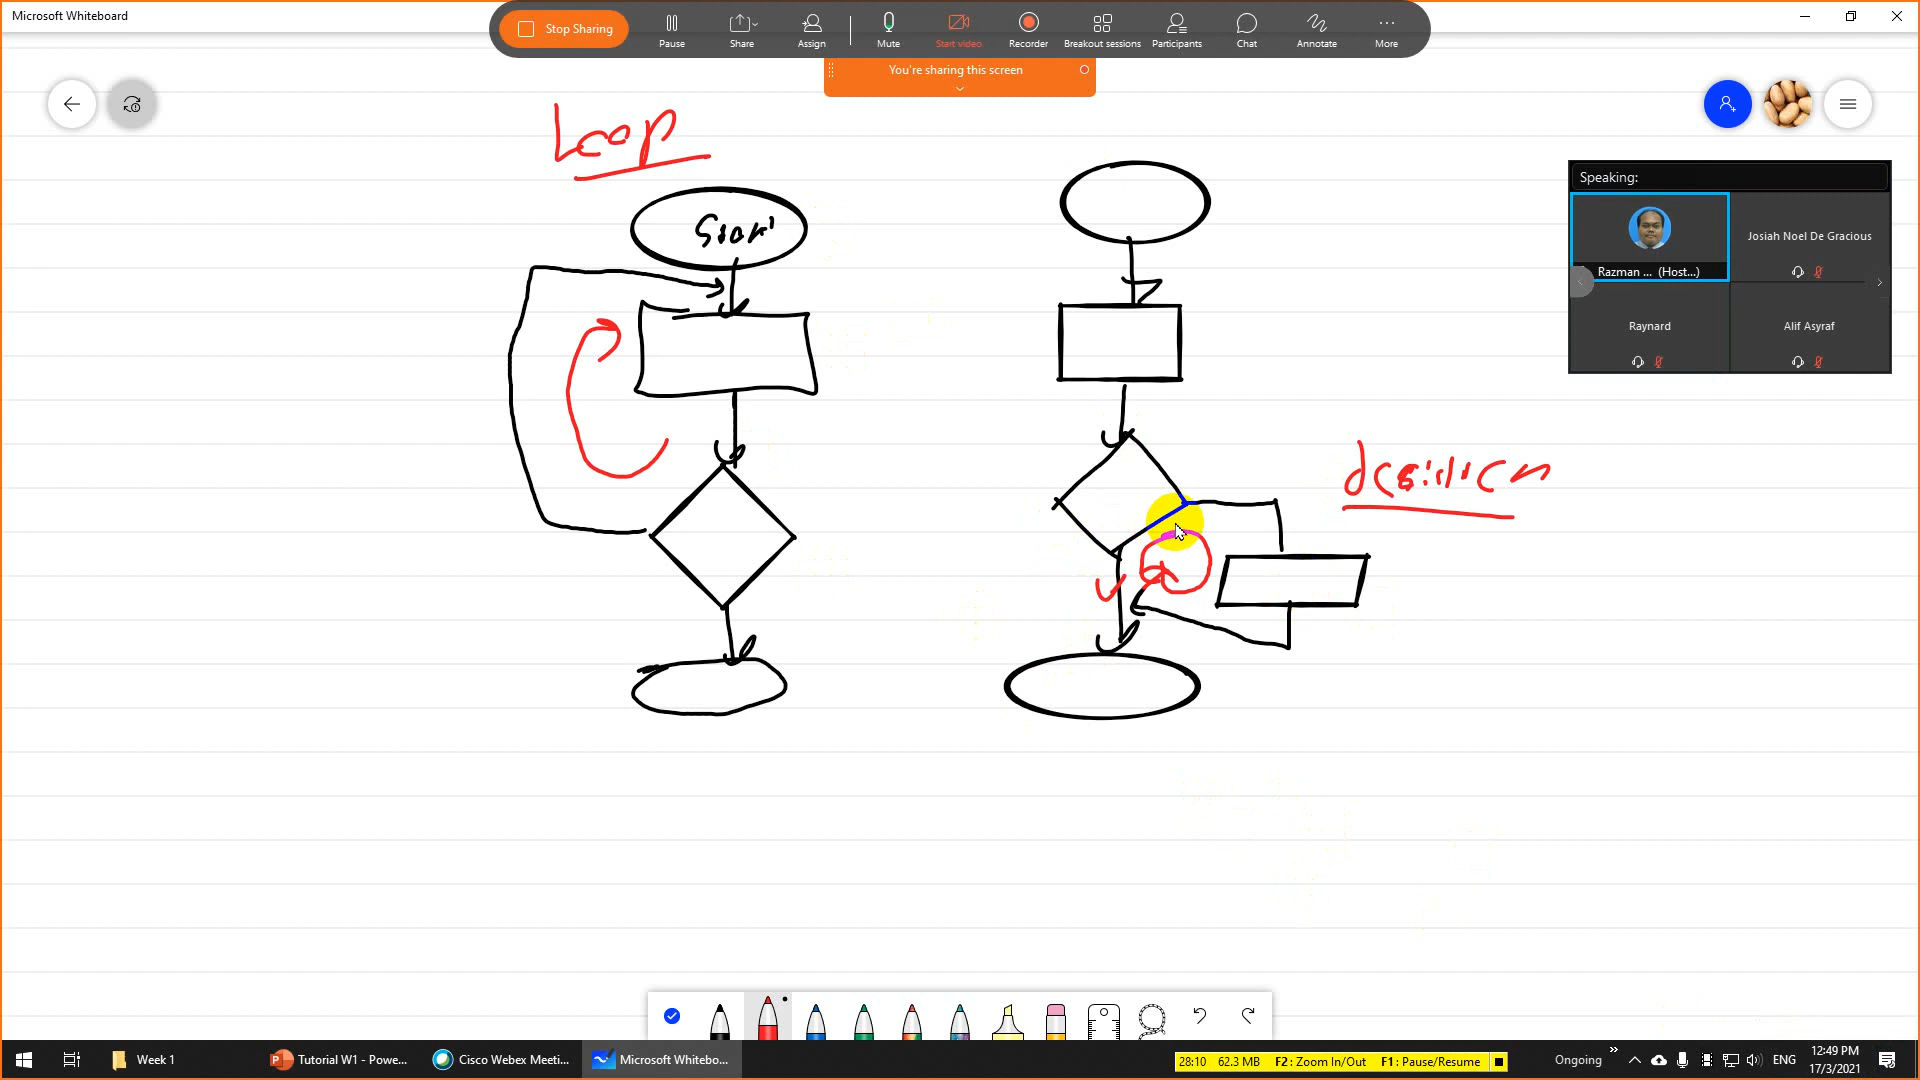 Microsoft Whiteboard
Stop Sharing
Pause
Share
Assign
Mute
Start video
Recorder
Breakout sessions
Participants
Chat
Annotate
More
You're sharing this screen
Loop
Start
Speaking:
Razman ... (Host...)
Josiah Noel De Gracious
Raynard
Alif Asyraf
Week 1
Tutorial W1 - Powe...
Cisco Webex Meeti...
Microsoft Whitebo...
28:10 62.3 MB F2: Zoom In/Out F1: Pause/Resume
Ongoing
ENG
12:49 PM
17/3/2021